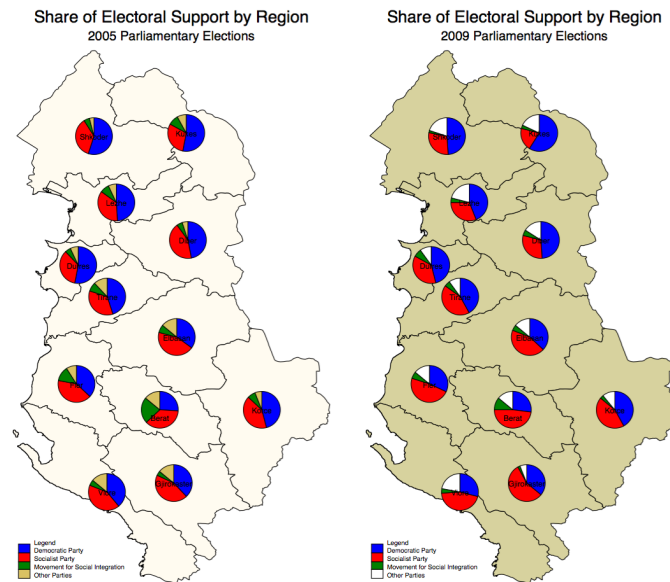 Share of Electoral Support by Region
2005 Parliamentary Elections
Shkoder
Kukes
Lezhe
Diber
Durres
Tirane
Elbasan
Fier
Berat
Korce
Vlore
Gjirokaster
Legend
Democratic Party
Socialist Party
Movement for Social Integration
Other Parties
Share of Electoral Support by Region
2009 Parliamentary Elections
Shkoder
Kukes
Lezhe
Diber
Durres
Tirane
Elbasan
Fier
Berat
Korce
Vlore
Gjirokaster
Legend
Democratic Party
Socialist Party
Movement for Social Integration
Other Parties